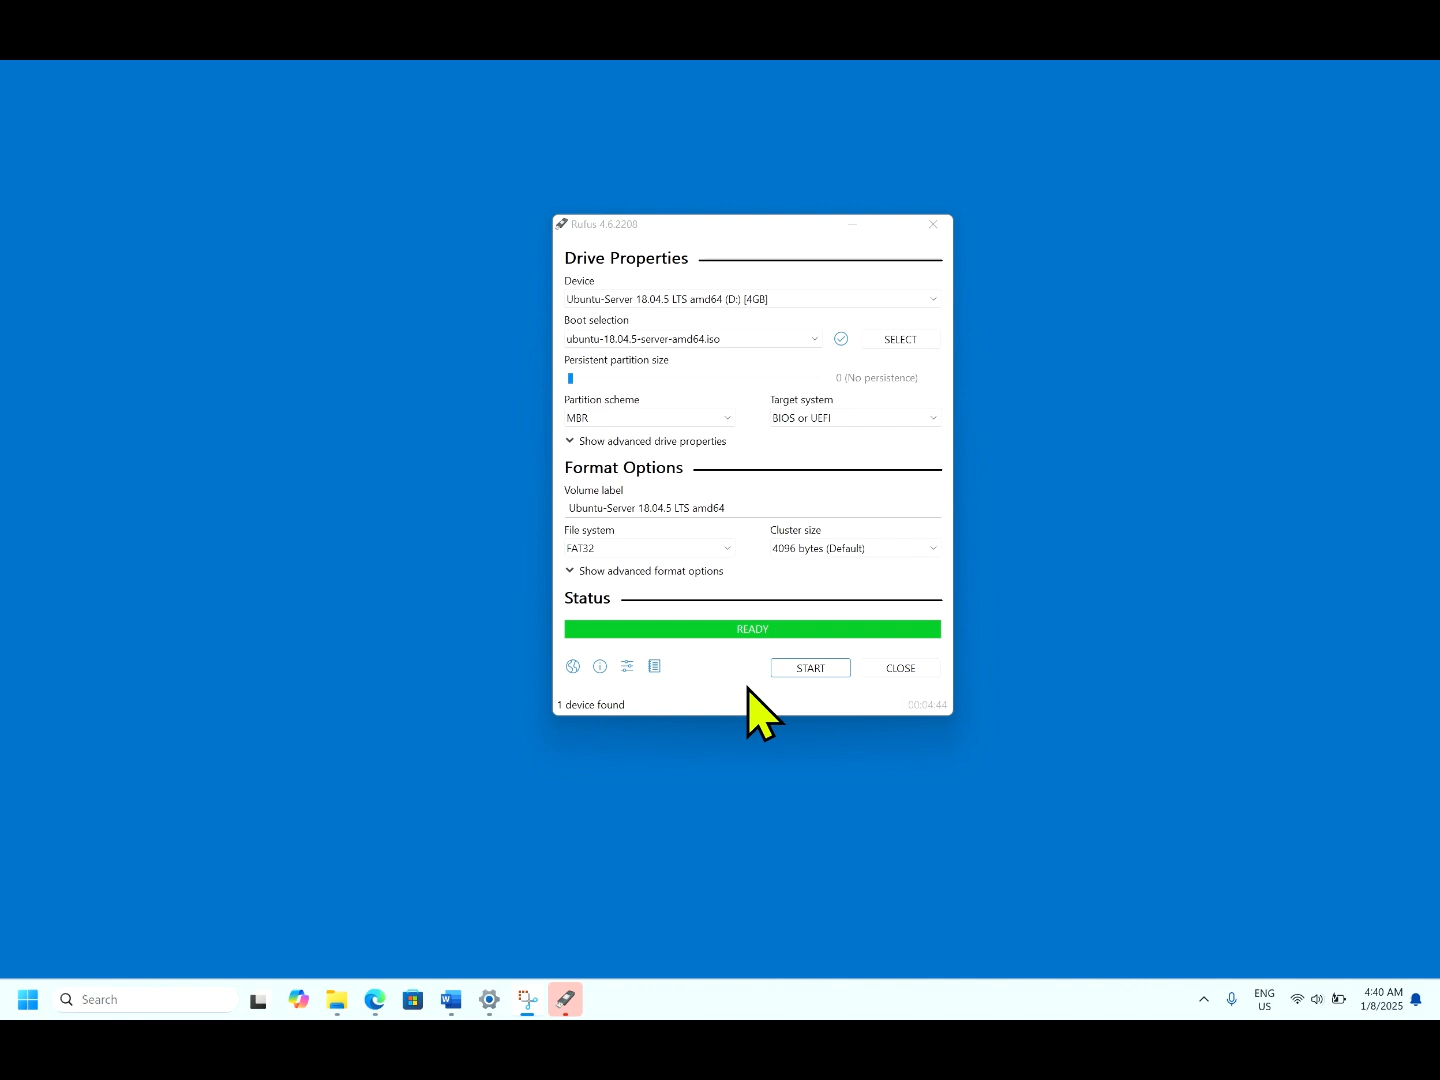 Rufus 4.6.2208
Drive Properties
Device
Ubuntu-Server 18.04.5 LTS amd64 (D:) [4GB]
Boot selection
ubuntu-18.04.5-server-amd64.iso
SELECT
Persistent partition size
0 (No persistence)
Partition scheme
Target system
MBR
BIOS or UEFI
Show advanced drive properties
Format Options
Volume label
Ubuntu-Server 18.04.5 LTS amd64
File system
Cluster size
FAT32
4096 bytes (Default)
Show advanced format options
Status
READY
START
CLOSE
1 device found
00:04:44
Search
W
ENG
US
4:40 AM
1/8/2025